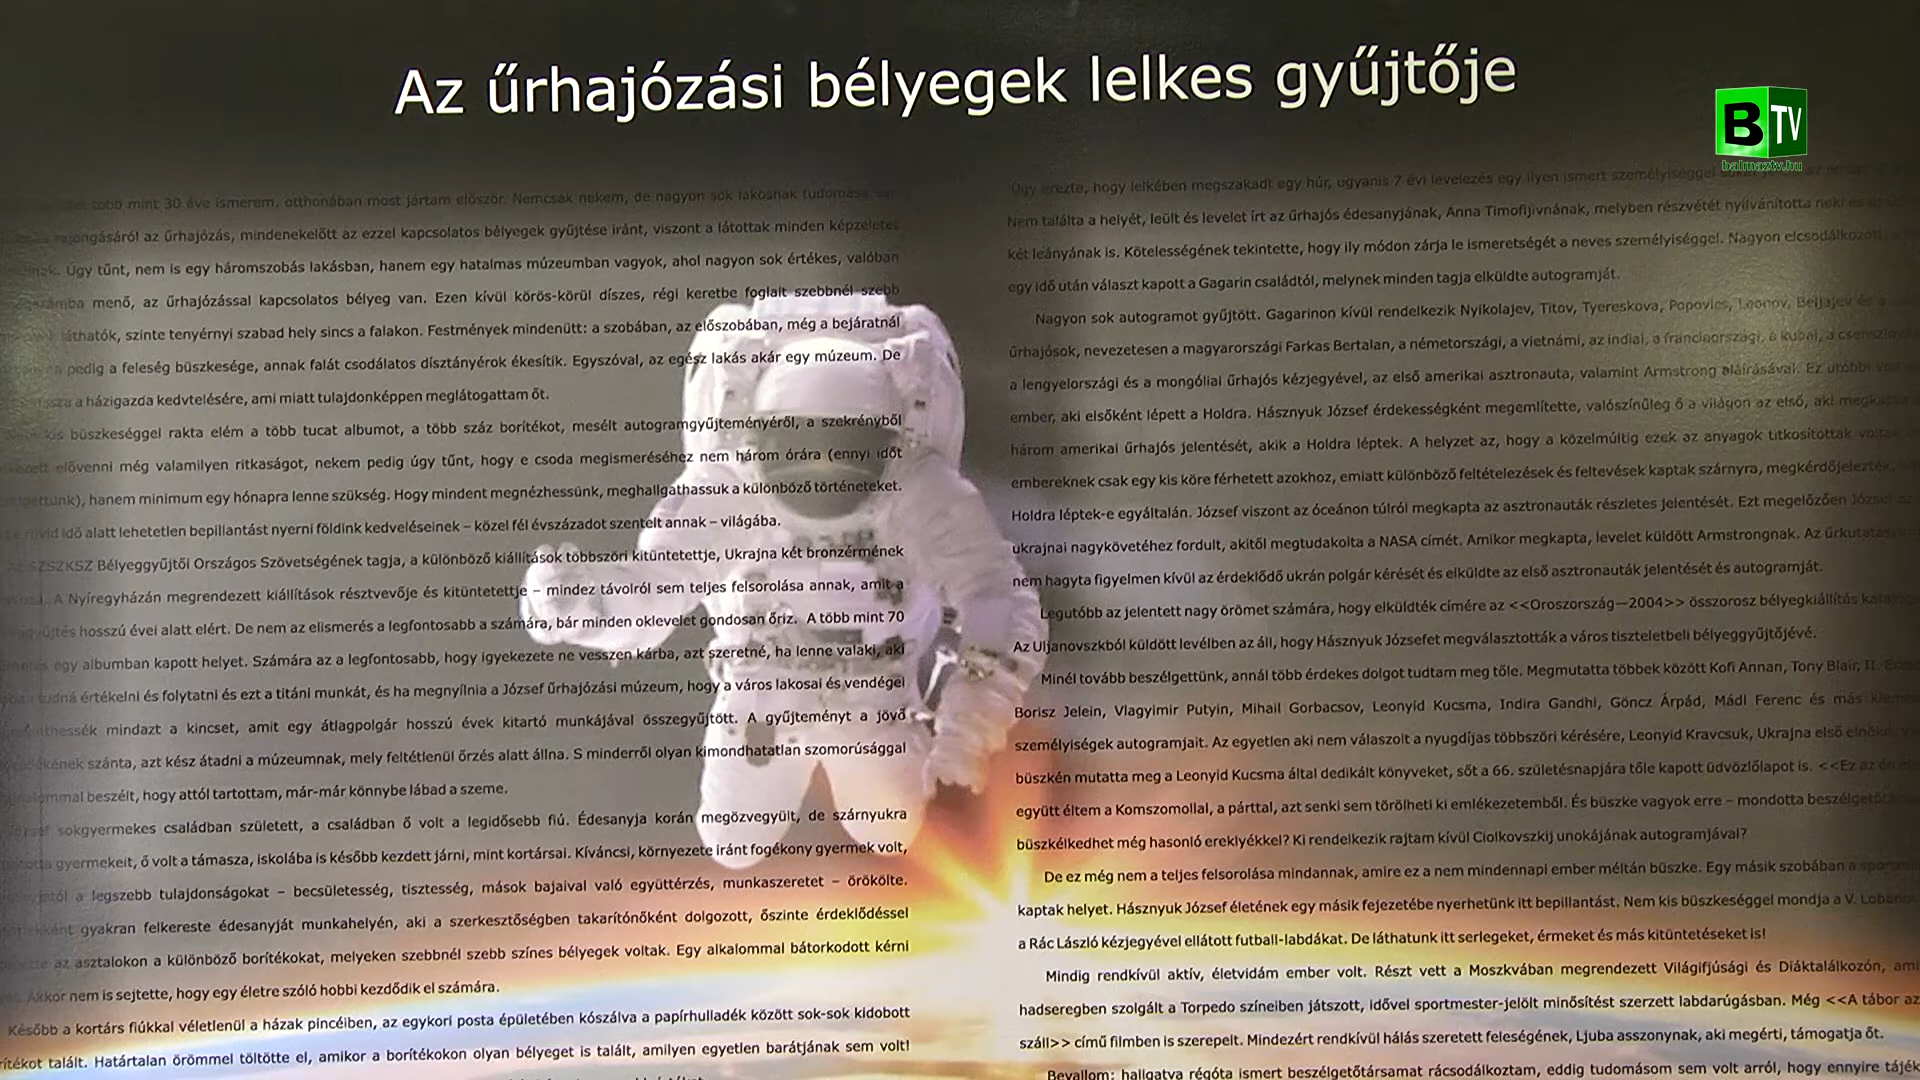 Az űrhajózási bélyegek lelkes gyűjtője
B TV
balmaztv.hu
több mint 30 éve ismerem, otthonában most jártam először. Nemcsak nekem, de nagyon sok lakosnak tudomása van
rajongásáról az űrhajózás, mindenekelőtt az ezzel kapcsolatos bélyegek gyűjtése iránt, viszont a látottak minden képzeletet
Úgy tűnt, nem is egy háromszobás lakásban, hanem egy hatalmas múzeumban vagyok, ahol nagyon sok értékes, valóban
menő, az űrhajózással kapcsolatos bélyeg van. Ezen kívül körös-körül díszes, régi keretbe foglalt szebbnél szebb
láthatók, szinte tenyérnyi szabad hely sincs a falakon. Festmények mindenütt: a szobában, az előszobában, még a bejáratnál
pedig a feleség büszkesége, annak falát csodálatos dísztányérok ékesítik. Egyszóval, az egész lakás akár egy múzeum. De
a házigazda kedvtelésére, ami miatt tulajdonképpen meglátogattam őt.
büszkeséggel rakta elém a több tucat albumot, a több száz borítékot, mesélt autogramgyűjteményéről, a szekrényből
elővenni még valamilyen ritkaságot, nekem pedig úgy tűnt, hogy e csoda megismeréséhez nem három órára (ennyi időt
hanem minimum egy hónapra lenne szükség. Hogy mindent megnézhessünk, meghallgathassuk a különböző történeteket.
rövid idő alatt lehetetlen bepillantást nyerni földink kedveléseinek – közel fél évszázadot szentelt annak – világába.
SZSZKSZ Bélyeggyűjtői Országos Szövetségének tagja, a különböző kiállítások többszöri kitüntetettje, Ukrajna két bronzérmének
A Nyíregyházán megrendezett kiállítások résztvevője és kitüntetettje – mindez távolról sem teljes felsorolása annak, amit a
hosszú évei alatt elért. De nem az elismerés a legfontosabb a számára, bár minden oklevelet gondosan őriz. A több mint 70
egy albumban kapott helyet. Számára az a legfontosabb, hogy igyekezete ne vesszen kárba, azt szeretné, ha lenne valaki, aki
tudná értékelni és folytatni és ezt a titáni munkát, és ha megnyílnia a József űrhajózási múzeum, hogy a város lakosai és vendégei
mindazt a kincset, amit egy átlagpolgár hosszú évek kitartó munkájával összegyűjtött. A gyűjteményt a jövő
szánta, azt kész átadni a múzeumnak, mely feltétlenül őrzés alatt állna. S minderről olyan kimondhatatlan szomorúsággal
beszélt, hogy attól tartottam, már-már könnybe lábad a szeme.
József sokgyermekes családban született, a családban ő volt a legidősebb fiú. Édesanyja korán megözvegyült, de szárnyukra
gyermekeit, ő volt a támasza, iskolába is később kezdett járni, mint kortársai. Kíváncsi, környezete iránt fogékony gyermek volt,
a legszebb tulajdonságokat – becsületesség, tisztesség, mások bajaival való együttérzés, munkaszeretet – örökölte.
gyakran felkereste édesanyját munkahelyén, aki a szerkesztőségben takarítónőként dolgozott, őszinte érdeklődéssel
az asztalokon a különböző borítékokat, melyeken szebbnél szebb színes bélyegek voltak. Egy alkalommal bátorkodott kérni
Akkor nem is sejtette, hogy egy életre szóló hobbi kezdődik el számára.
Később a kortárs fiúkkal véletlenül a házak pincéiben, az egykori posta épületében kószálva a papírhulladék között sok-sok kidobott
talált. Határtalan örömmel töltötte el, amikor a borítékokon olyan bélyeget is talált, amilyen egyetlen barátjának sem volt!
Úgy érezte, hogy lelkében megszakadt egy húr, ugyanis 7 évi levelezés egy ilyen ismert személyiséggel
Nem találta a helyét, leült és levelet írt az űrhajós édesanyjának, Anna Timofijivnának, melyben részvétét nyilvánította neki és
két leányának is. Kötelességének tekintette, hogy ily módon zárja le ismeretségét a neves személyiséggel. Nagyon elcsodálkozott,
egy idő után választ kapott a Gagarin családtól, melynek minden tagja elküldte autogramját.
Nagyon sok autogramot gyűjtött. Gagarinon kívül rendelkezik Nyikolajev, Titov, Tyereskova, Popovics, Leonov, Beljajev és a
űrhajósok, nevezetesen a magyarországi Farkas Bertalan, a németországi, a vietnámi, az indiai, a franciaországi, a kubai, a
a lengyelországi és a mongóliai űrhajós kézjegyével, az első amerikai asztronauta, valamint Armstrong aláírásával. Ez utóbbi
ember, aki elsőként lépett a Holdra. Hásznyuk József érdekességként megemlítette, valószínűleg ő a világon az első, aki
három amerikai űrhajós jelentését, akik a Holdra léptek. A helyzet az, hogy a közelmúltig ezek az anyagok titkosítottak
embereknek csak egy kis köre férhetett azokhoz, emiatt különböző feltételezések és feltevések kaptak szárnyra, megkérdőjelezték,
Holdra léptek-e egyáltalán. József viszont az óceánon túlról megkapta az asztronauták részletes jelentését. Ezt megelőzően József
ukrajnai nagykövetéhez fordult, akitől megtudakolta a NASA címét. Amikor megkapta, levelet küldött Armstrongnak. Az űrkutatási
nem hagyta figyelmen kívül az érdeklődő ukrán polgár kérését és elküldte az első asztronauták jelentését és autogramját.
Legutóbb az jelentett nagy örömet számára, hogy elküldték címére az <<Oroszország—2004>> összorosz bélyegkiállítás
Az Uljanovszkból küldött levélben az áll, hogy Hásznyuk Józsefet megválasztották a város tiszteletbeli bélyeggyűjtőjévé.
Minél tovább beszélgettünk, annál több érdekes dolgot tudtam meg tőle. Megmutatta többek között Kofi Annan, Tony Blair, II.
Borisz Jelein, Vlagyimir Putyin, Mihail Gorbacsov, Leonyid Kucsma, Indira Gandhi, Göncz Árpád, Mádl Ferenc és más
személyiségek autogramjait. Az egyetlen aki nem válaszolt a nyugdíjas többszöri kérésére, Leonyid Kravcsuk, Ukrajna első
büszkén mutatta meg a Leonyid Kucsma által dedikált könyveket, sőt a 66. születésnapjára tőle kapott üdvözlőlapot is. <<Ez az
együtt éltem a Komszomollal, a párttal, azt senki sem törölheti ki emlékezetemből. És büszke vagyok erre – mondotta
büszkélkedhet még hasonló ereklyékkel? Ki rendelkezik rajtam kívül Ciolkovszkij unokájának autogramjával?
De ez még nem a teljes felsorolása mindannak, amire ez a nem mindennapi ember méltán büszke. Egy másik szobában a
kaptak helyet. Hásznyuk József életének egy másik fejezetébe nyerhetünk itt bepillantást. Nem kis büszkeséggel mondja a V.
a Rác László kézjegyével ellátott futball-labdákat. De láthatunk itt serlegeket, érmeket és más kitüntetéseket is!
Mindig rendkívül aktív, életvidám ember volt. Részt vett a Moszkvában megrendezett Világifjúsági és Diáktalálkozón,
hadseregben szolgált a Torpedo színeiben játszott, idővel sportmester-jelölt minősítést szerzett labdarúgásban. Még <<A tábor az
száll>> című filmben is szerepelt. Mindezért rendkívül hálás szeretett feleségének, Ljuba asszonynak, aki megérti, támogatja őt.
Bevallom: hallgatva régóta ismert beszélgetőtársamat rácsodálkoztam, eddig tudomásom sem volt arról, hogy ennyire